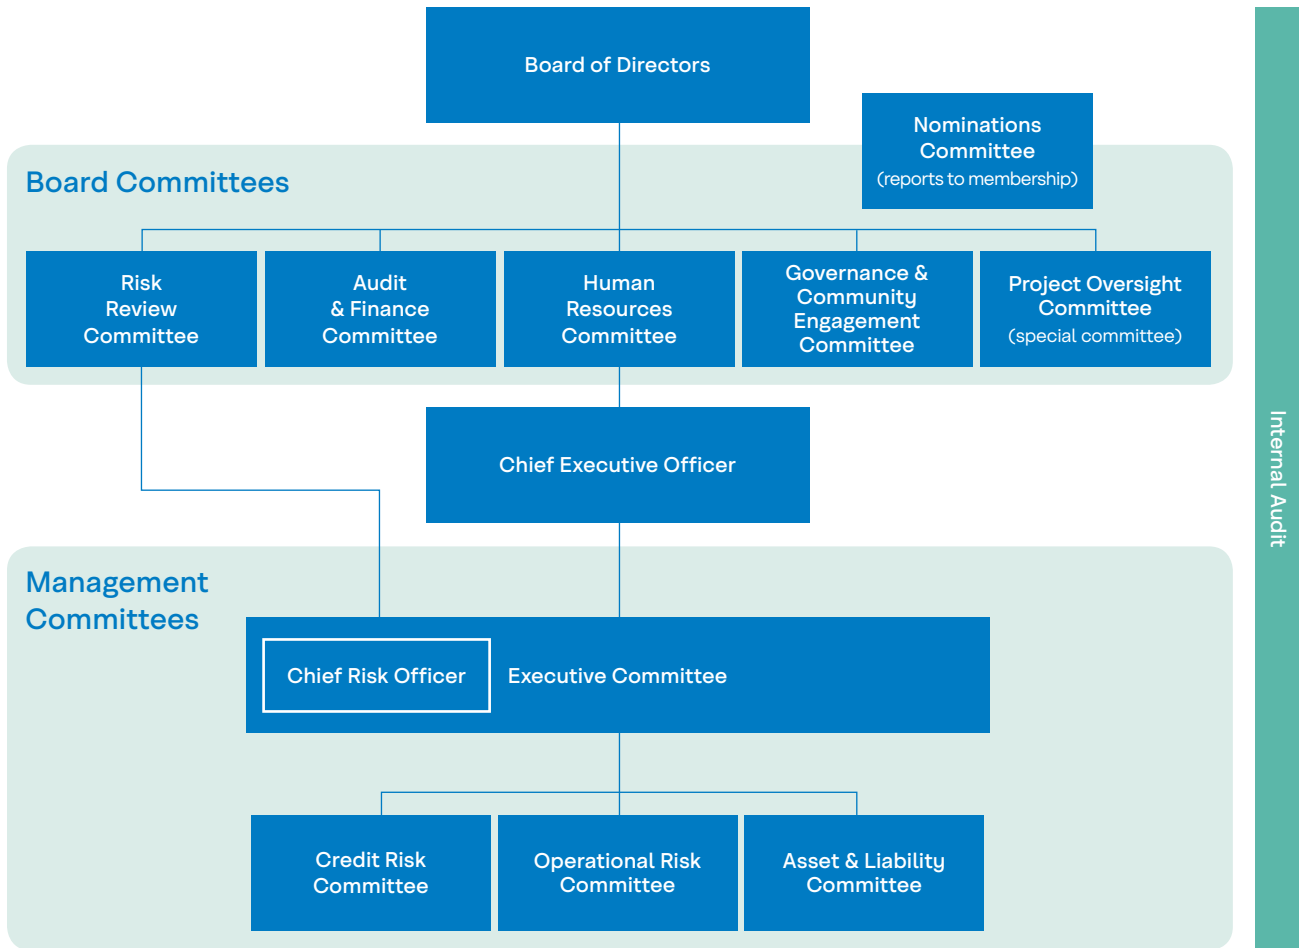 Board of Directors
Nominations
Committee
(reports to membership)
Board Committees
Risk
Review
Committee
Audit
& Finance
Committee
Human
Resources
Committee
Governance &
Community
Engagement
Committee
Project Oversight
Committee
(special committee)
Chief Executive Officer
Internal Audit
Management
Committees
Chief Risk Officer
Executive Committee
Credit Risk
Committee
Operational Risk
Committee
Asset & Liability
Committee